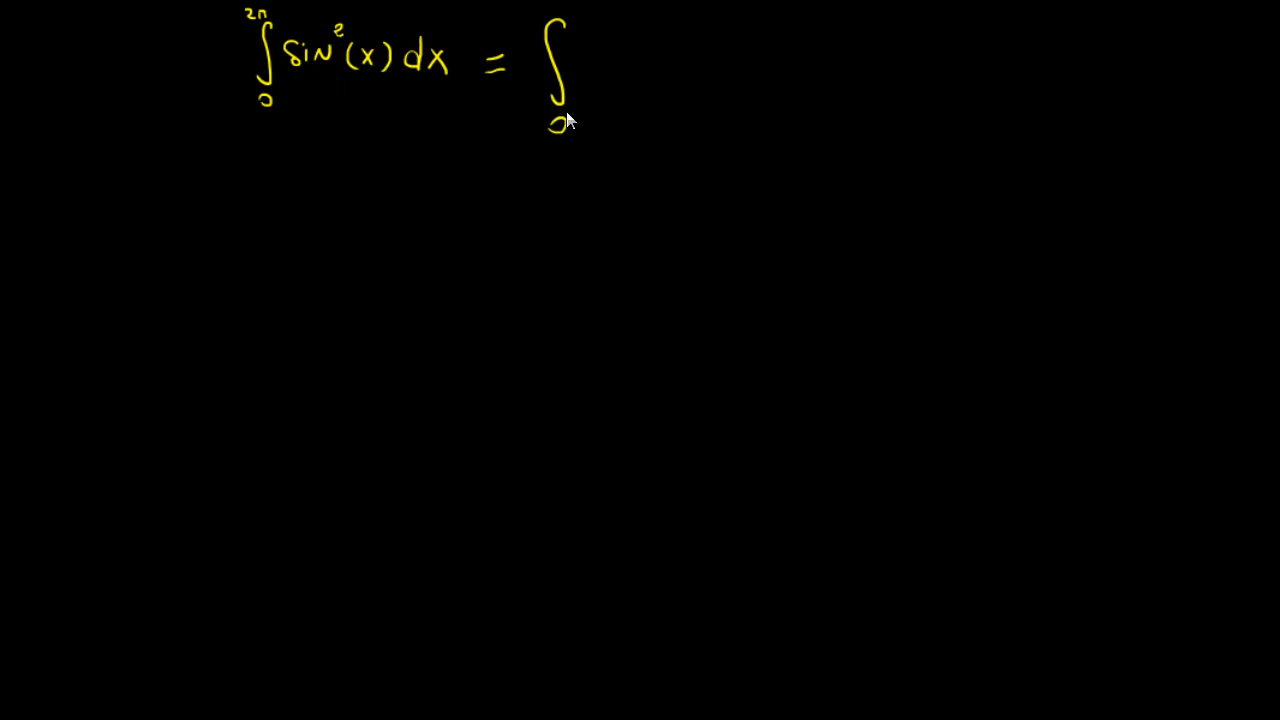 ∫₀^{2π} sin²(x) dx = ∫₀